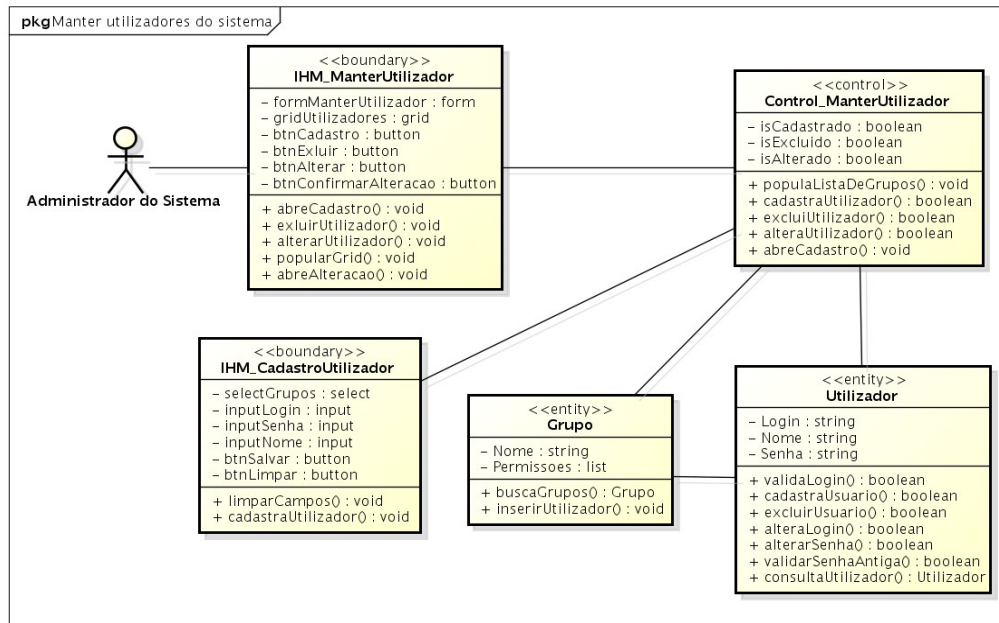 pkg Manter utilizadores do sistema
<<boundary>>
IHM_ManterUtilizador
– formManterUtilizador : form
– gridUtilizadores : grid
– btnCadastro : button
– btnExluir : button
– btnAlterar : button
– btnConfirmarAlteracao : button
+ abreCadastro() : void
+ exluirUtilizador() : void
+ alterarUtilizador() : void
+ popularGrid() : void
+ abreAlteracao() : void
<<control>>
Control_ManterUtilizador
– isCadastrado : boolean
– isExcluido : boolean
– isAlterado : boolean
+ populaListaDeGrupos() : void
+ cadastraUtilizador() : boolean
+ excluiUtilizador() : boolean
+ alteraUtilizador() : boolean
+ abreCadastro() : void
Administrador do Sistema
<<boundary>>
IHM_CadastroUtilizador
– selectGrupos : select
– inputLogin : input
– inputSenha : input
– inputNome : input
– btnSalvar : button
– btnLimpar : button
+ limparCampos() : void
+ cadastraUtilizador() : void
<<entity>>
Grupo
– Nome : string
– Permissoes : list
+ buscaGrupos() : Grupo
+ inserirUtilizador() : void
<<entity>>
Utilizador
– Login : string
– Nome : string
– Senha : string
+ validaLogin() : boolean
+ cadastraUsuario() : boolean
+ excluirUsuario() : boolean
+ alteraLogin() : boolean
+ alterarSenha() : boolean
+ validarSenhaAntiga() : boolean
+ consultaUtilizador() : Utilizador